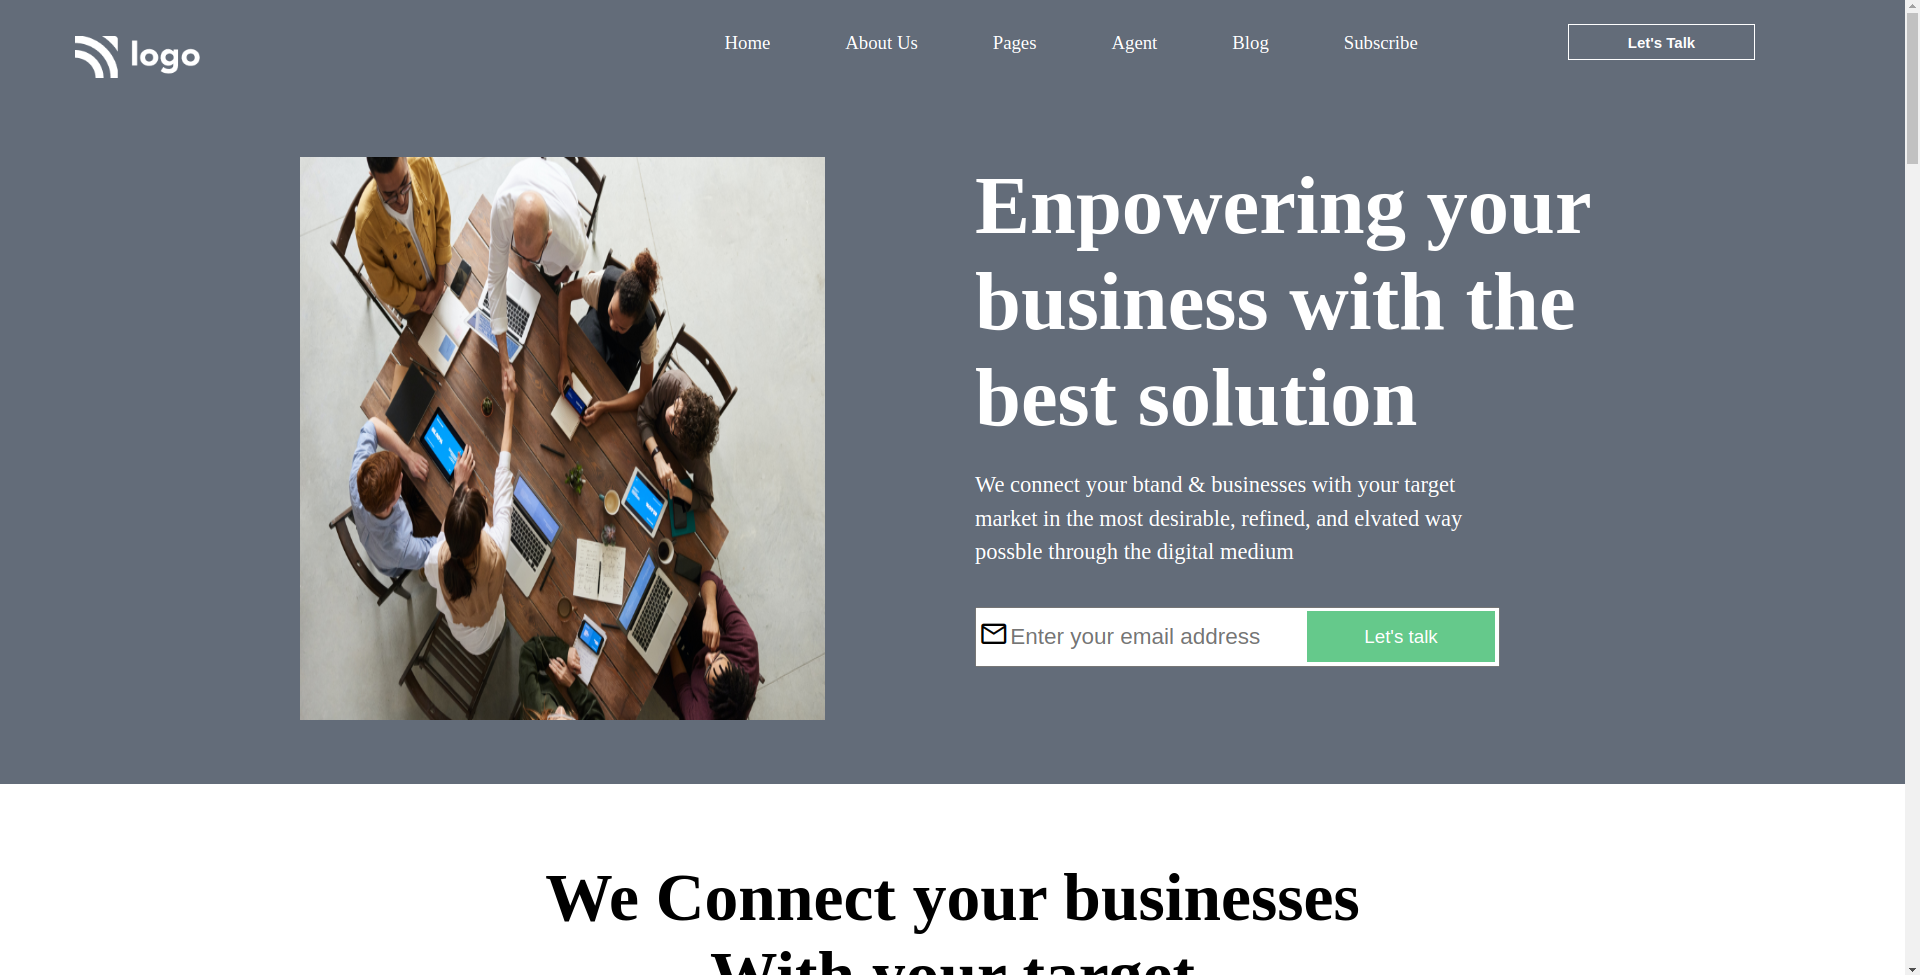 logo
Home
About Us
Pages
Agent
Blog
Subscribe
Let's Talk
Enpowering your
business with the
best solution
We connect your btand & businesses with your target
market in the most desirable, refined, and elvated way
possble through the digital medium
Enter your email address
Let's talk
We Connect your businesses
With your target